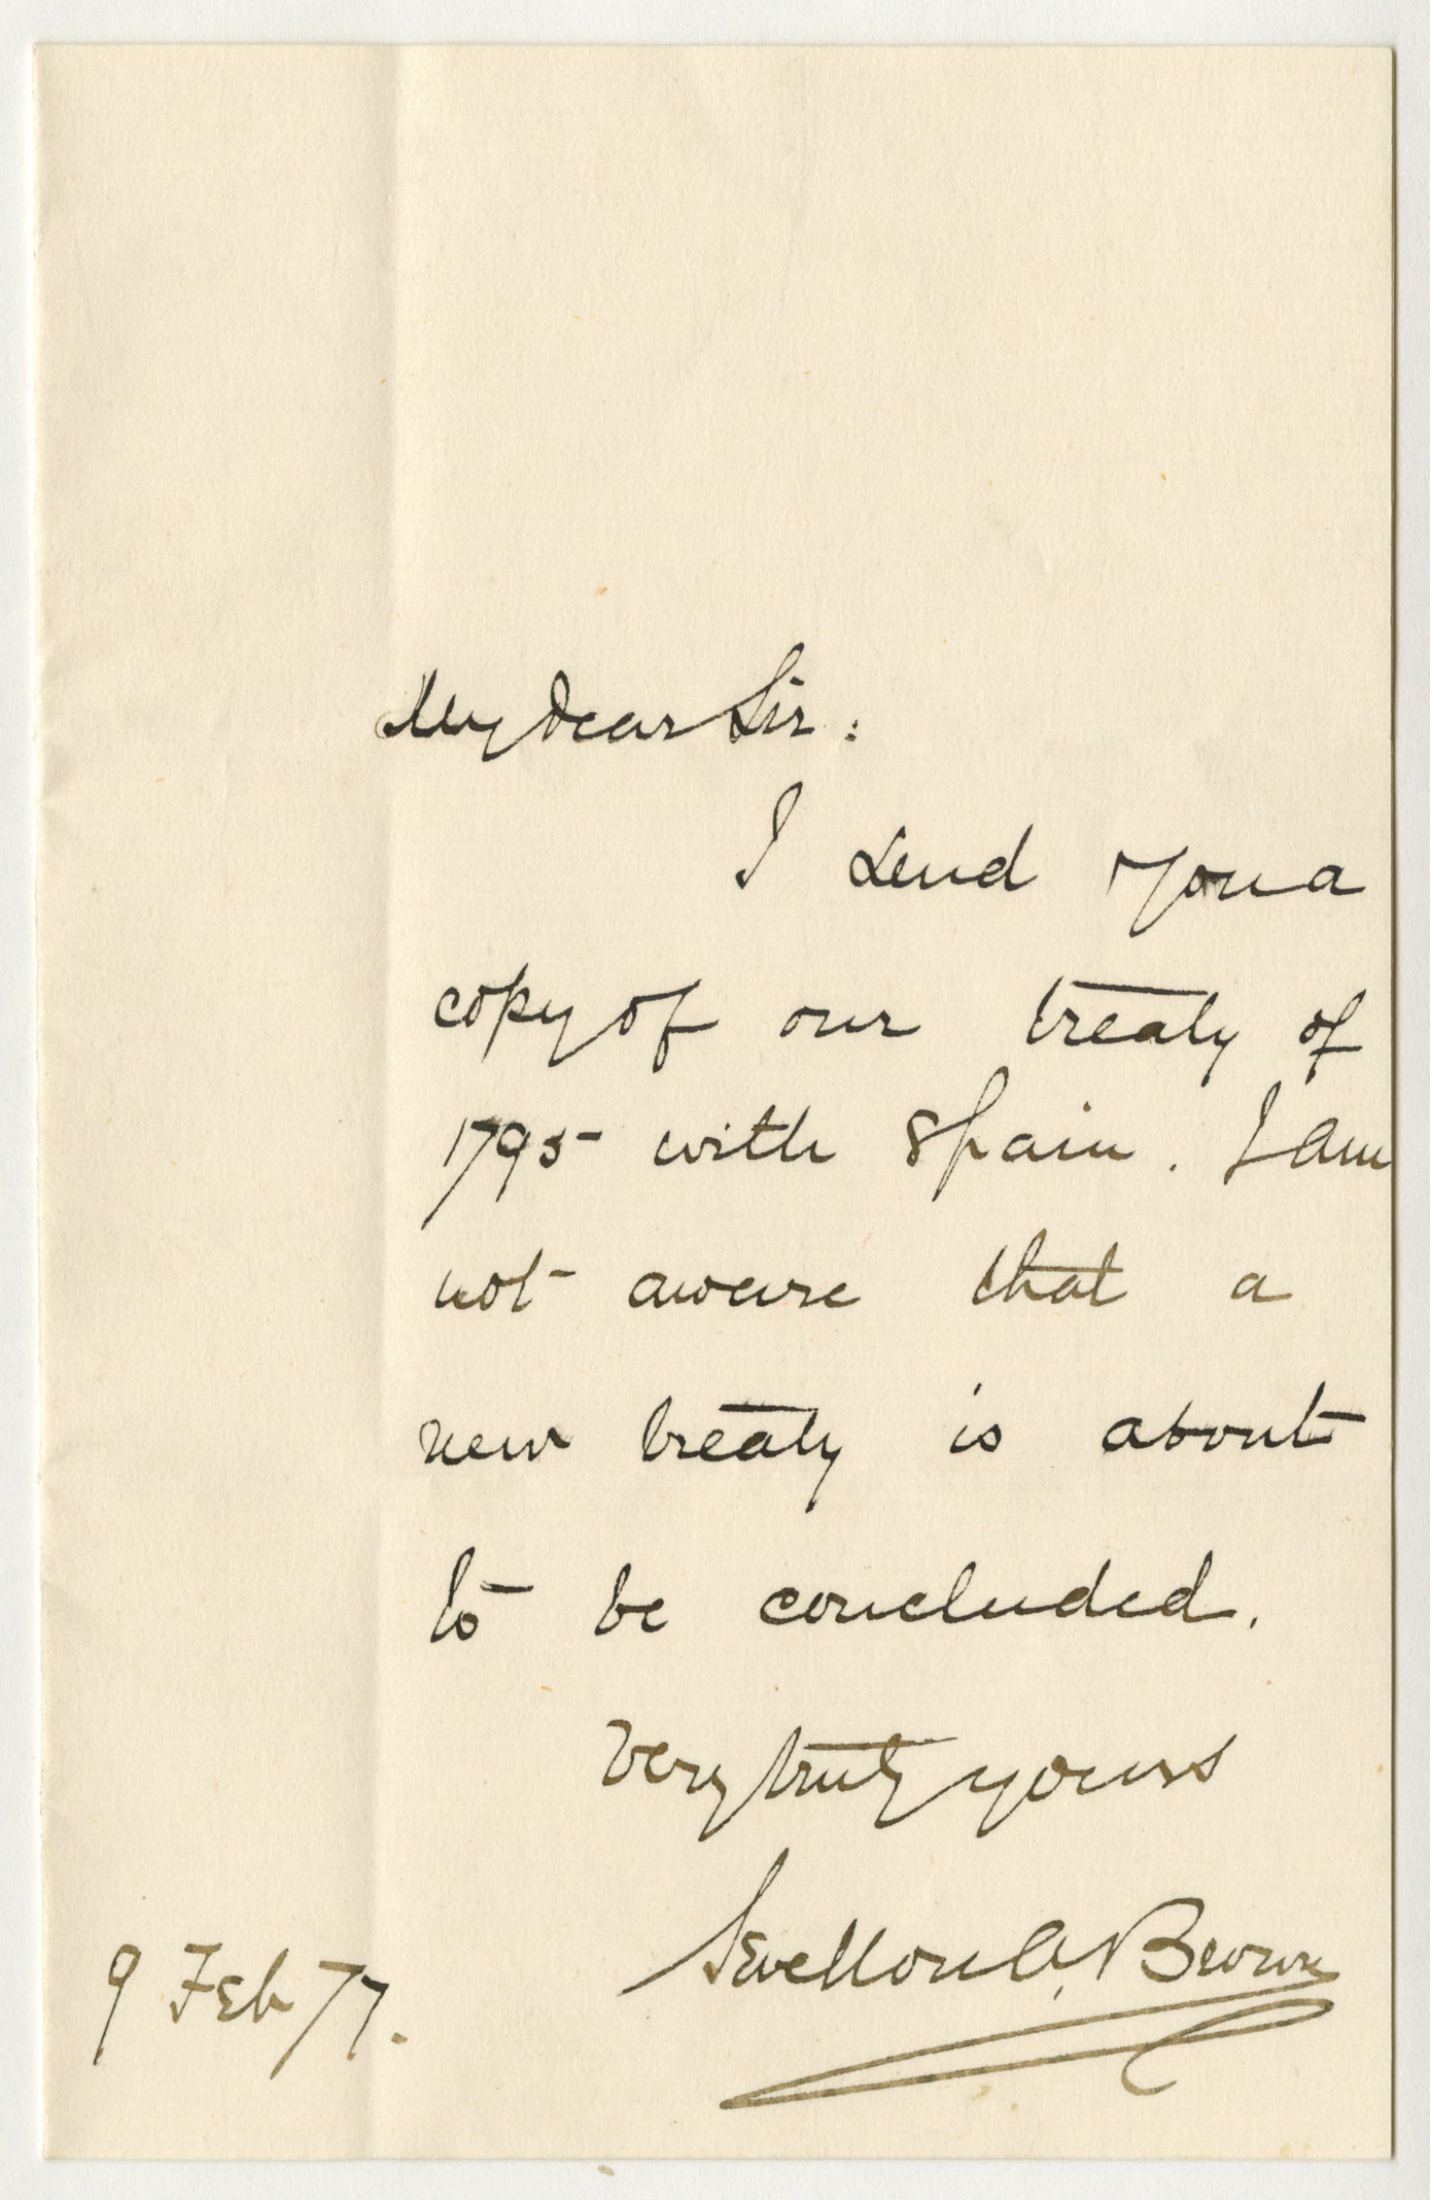 My Dear Sir:
I send you a
copy of our treaty of
1795 with Spain. I am
not aware that a
new treaty is about
to be concluded.
Very truly yours
Sevellon A. Brown
9 Feb 77.